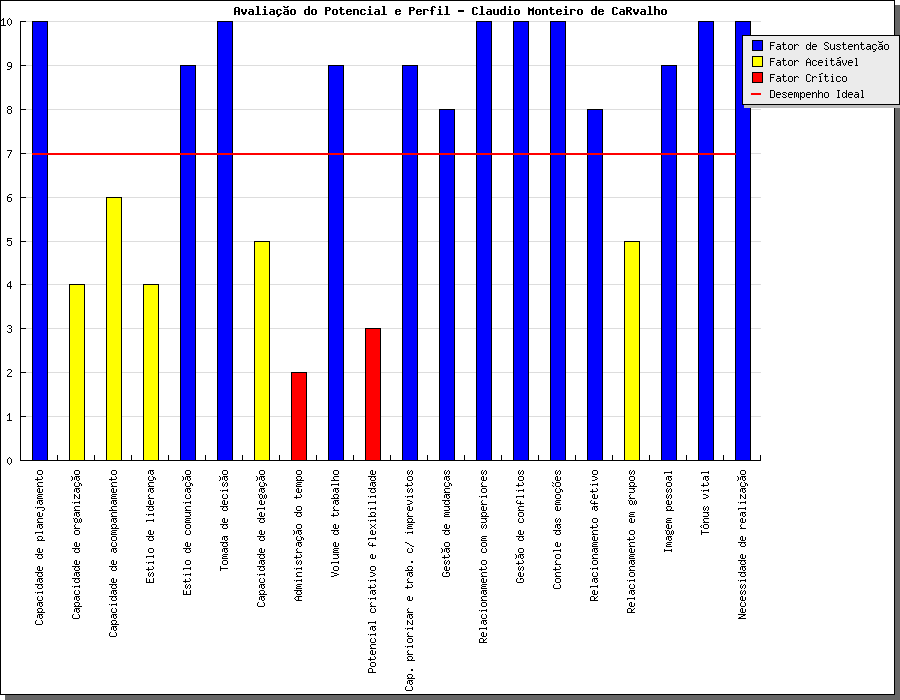 Avaliação do Potencial e Perfil - Claudio Monteiro de CaRvalho
Fator de Sustentação
Fator Aceitável
Fator Crítico
Desempenho Ideal
10
9
8
7
6
5
4
3
2
1
0
Capacidade de planejamento
Capacidade de organização
Capacidade de acompanhamento
Estilo de liderança
Estilo de comunicação
Tomada de decisão
Capacidade de delegação
Administração do tempo
Volume de trabalho
Potencial criativo e flexibilidade
Cap. priorizar e trab. c/ imprevistos
Gestão de mudanças
Relacionamento com superiores
Gestão de conflitos
Controle das emoções
Relacionamento afetivo
Relacionamento em grupos
Imagem pessoal
Tônus vital
Necessidade de realização